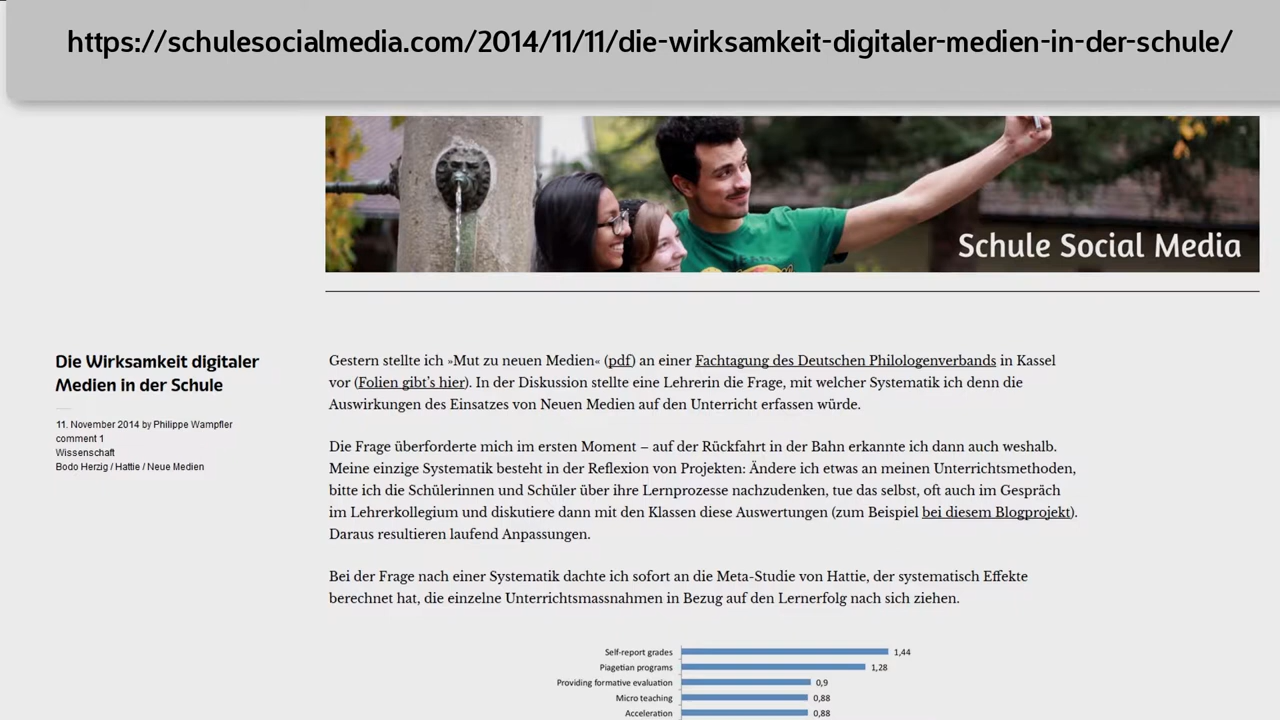 https://schulesocialmedia.com/2014/11/11/die-wirksamkeit-digitaler-medien-in-der-schule/
Schule Social Media
Die Wirksamkeit digitaler
Medien in der Schule
11. November 2014 by Philippe Wampfler
comment 1
Wissenschaft
Bodo Herzig / Hattie / Neue Medien
Gestern stellte ich »Mut zu neuen Medien« (pdf) an einer Fachtagung des Deutschen Philologenverbands in Kassel
vor (Folien gibt's hier). In der Diskussion stellte eine Lehrerin die Frage, mit welcher Systematik ich denn die
Auswirkungen des Einsatzes von Neuen Medien auf den Unterricht erfassen würde.
Die Frage überforderte mich im ersten Moment – auf der Rückfahrt in der Bahn erkannte ich dann auch weshalb.
Meine einzige Systematik besteht in der Reflexion von Projekten: Ändere ich etwas an meinen Unterrichtsmethoden,
bitte ich die Schülerinnen und Schüler über ihre Lernprozesse nachzudenken, tue das selbst, oft auch im Gespräch
im Lehrerkollegium und diskutiere dann mit den Klassen diese Auswertungen (zum Beispiel bei diesem Blogprojekt).
Daraus resultieren laufend Anpassungen.
Bei der Frage nach einer Systematik dachte ich sofort an die Meta-Studie von Hattie, der systematisch Effekte
berechnet hat, die einzelne Unterrichtsmassnahmen in Bezug auf den Lernerfolg nach sich ziehen.
Self-report grades 1,44
Piagetian programs 1,28
Providing formative evaluation 0,9
Micro teaching 0,88
Acceleration 0,88